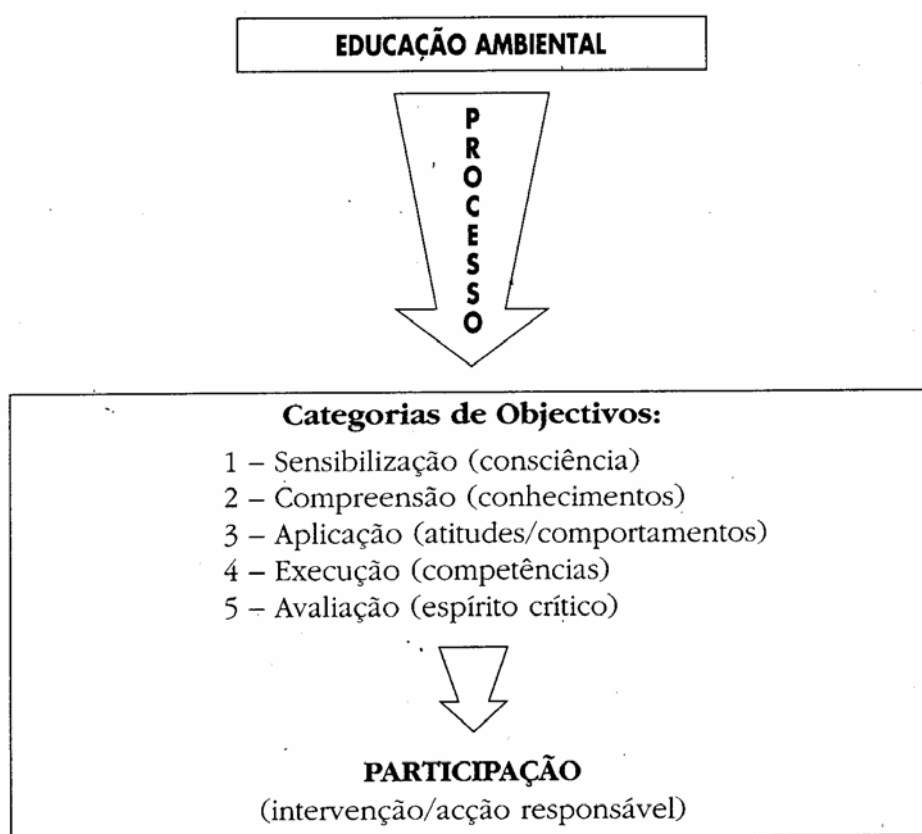 EDUCAÇÃO AMBIENTAL
PROCESSO
Categorias de Objectivos:
1 – Sensibilização (consciência)
2 – Compreensão (conhecimentos)
3 – Aplicação (atitudes/comportamentos)
4 – Execução (competências)
5 – Avaliação (espírito crítico)
PARTICIPAÇÃO
(intervenção/acção responsável)